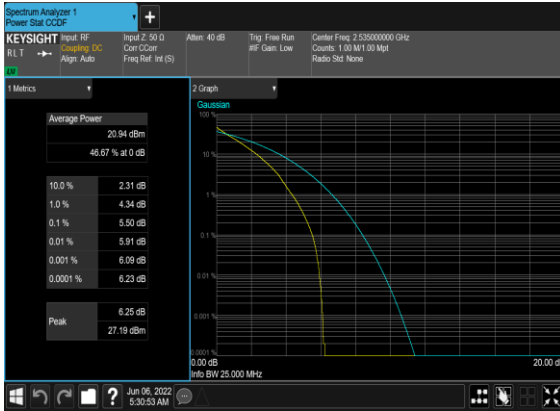 Spectrum Analyzer 1
Power Stat CCDF
+
KEYSIGHT
RLT
Input: RF
Coupling: DC
Align: Auto
Input Z: 50 Ω
Corr CCorr
Freq Ref: Int (S)
Atten: 40 dB
Trig: Free Run
#IF Gain: Low
Center Freq: 2.535000000 GHz
Counts: 1.00 M/1.00 Mpt
Radio Std: None
1 Metrics
Average Power
20.94 dBm
46.67 % at 0 dB
10.0 % 2.31 dB
1.0 % 4.34 dB
0.1 % 5.50 dB
0.01 % 5.91 dB
0.001 % 6.09 dB
0.0001 % 6.23 dB
Peak
6.25 dB
27.19 dBm
2 Graph
Gaussian
100 %
10 %
1 %
0.1 %
0.01 %
0.001 %
0.0001 %
0.00 dB
20.00 d
Info BW 25.000 MHz
?
Jun 06, 2022
5:30:53 AM